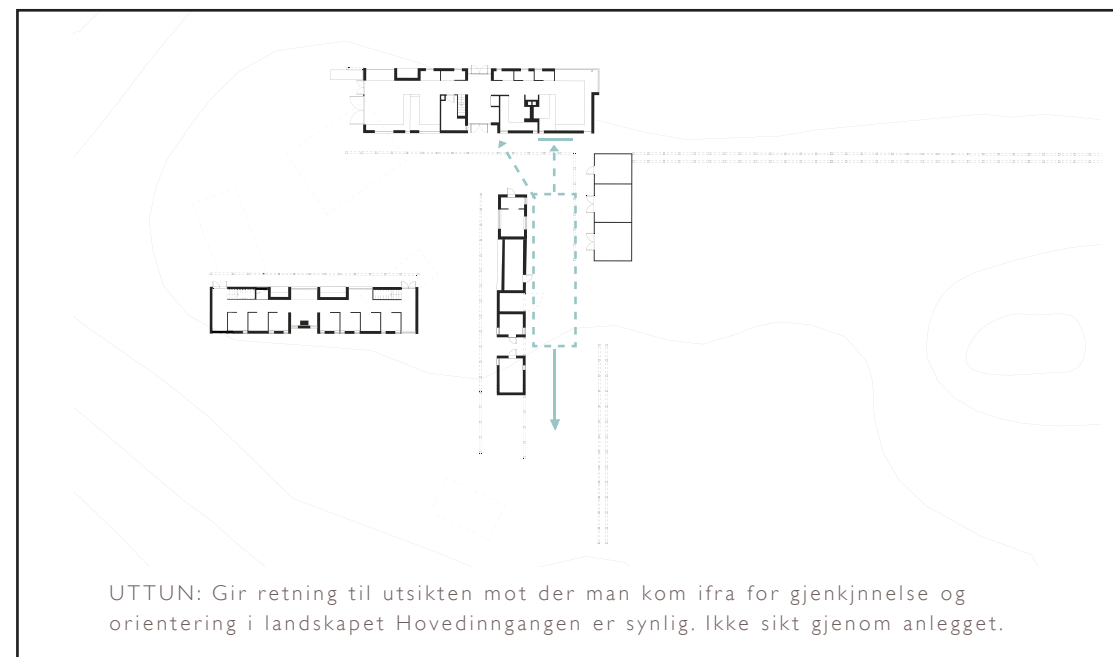 UTTUN: Gir retning til utsikten mot der man kom ifra for gjenkjnnelse og
orientering i landskapet Hovedinngangen er synlig. Ikke sikt gjenom anlegget.